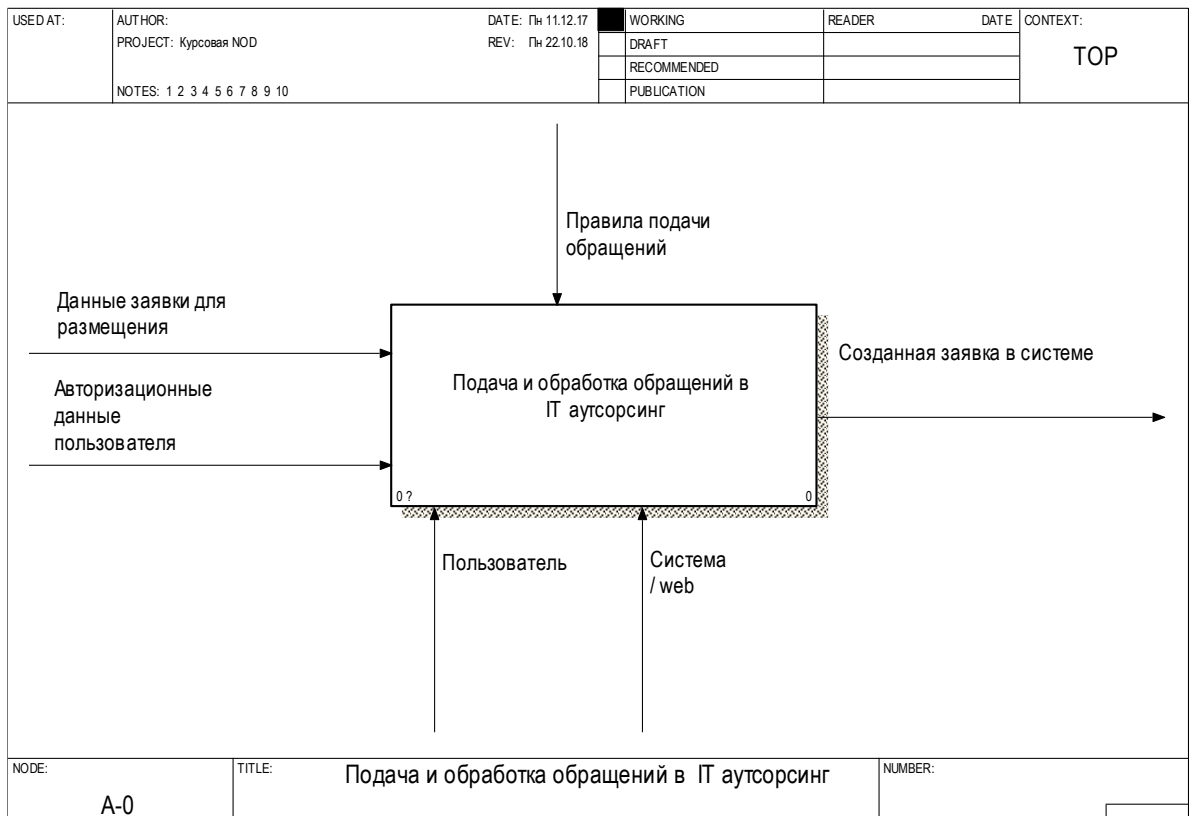 USED AT:
AUTHOR:
DATE: Пн 11.12.17
WORKING
READER
DATE
CONTEXT:
PROJECT: Курсовая NOD
REV: Пн 22.10.18
DRAFT
TOP
RECOMMENDED
NOTES: 1 2 3 4 5 6 7 8 9 10
PUBLICATION
Правила подачи
обращений
Данные заявки для
размещения
Созданная заявка в системе
Авторизационные
данные
пользователя
Подача и обработка обращений в
IT аутсорсинг
0 ?
0
Пользователь
Система
/ web
NODE:
TITLE:
Подача и обработка обращений в IT аутсорсинг
NUMBER:
A-0